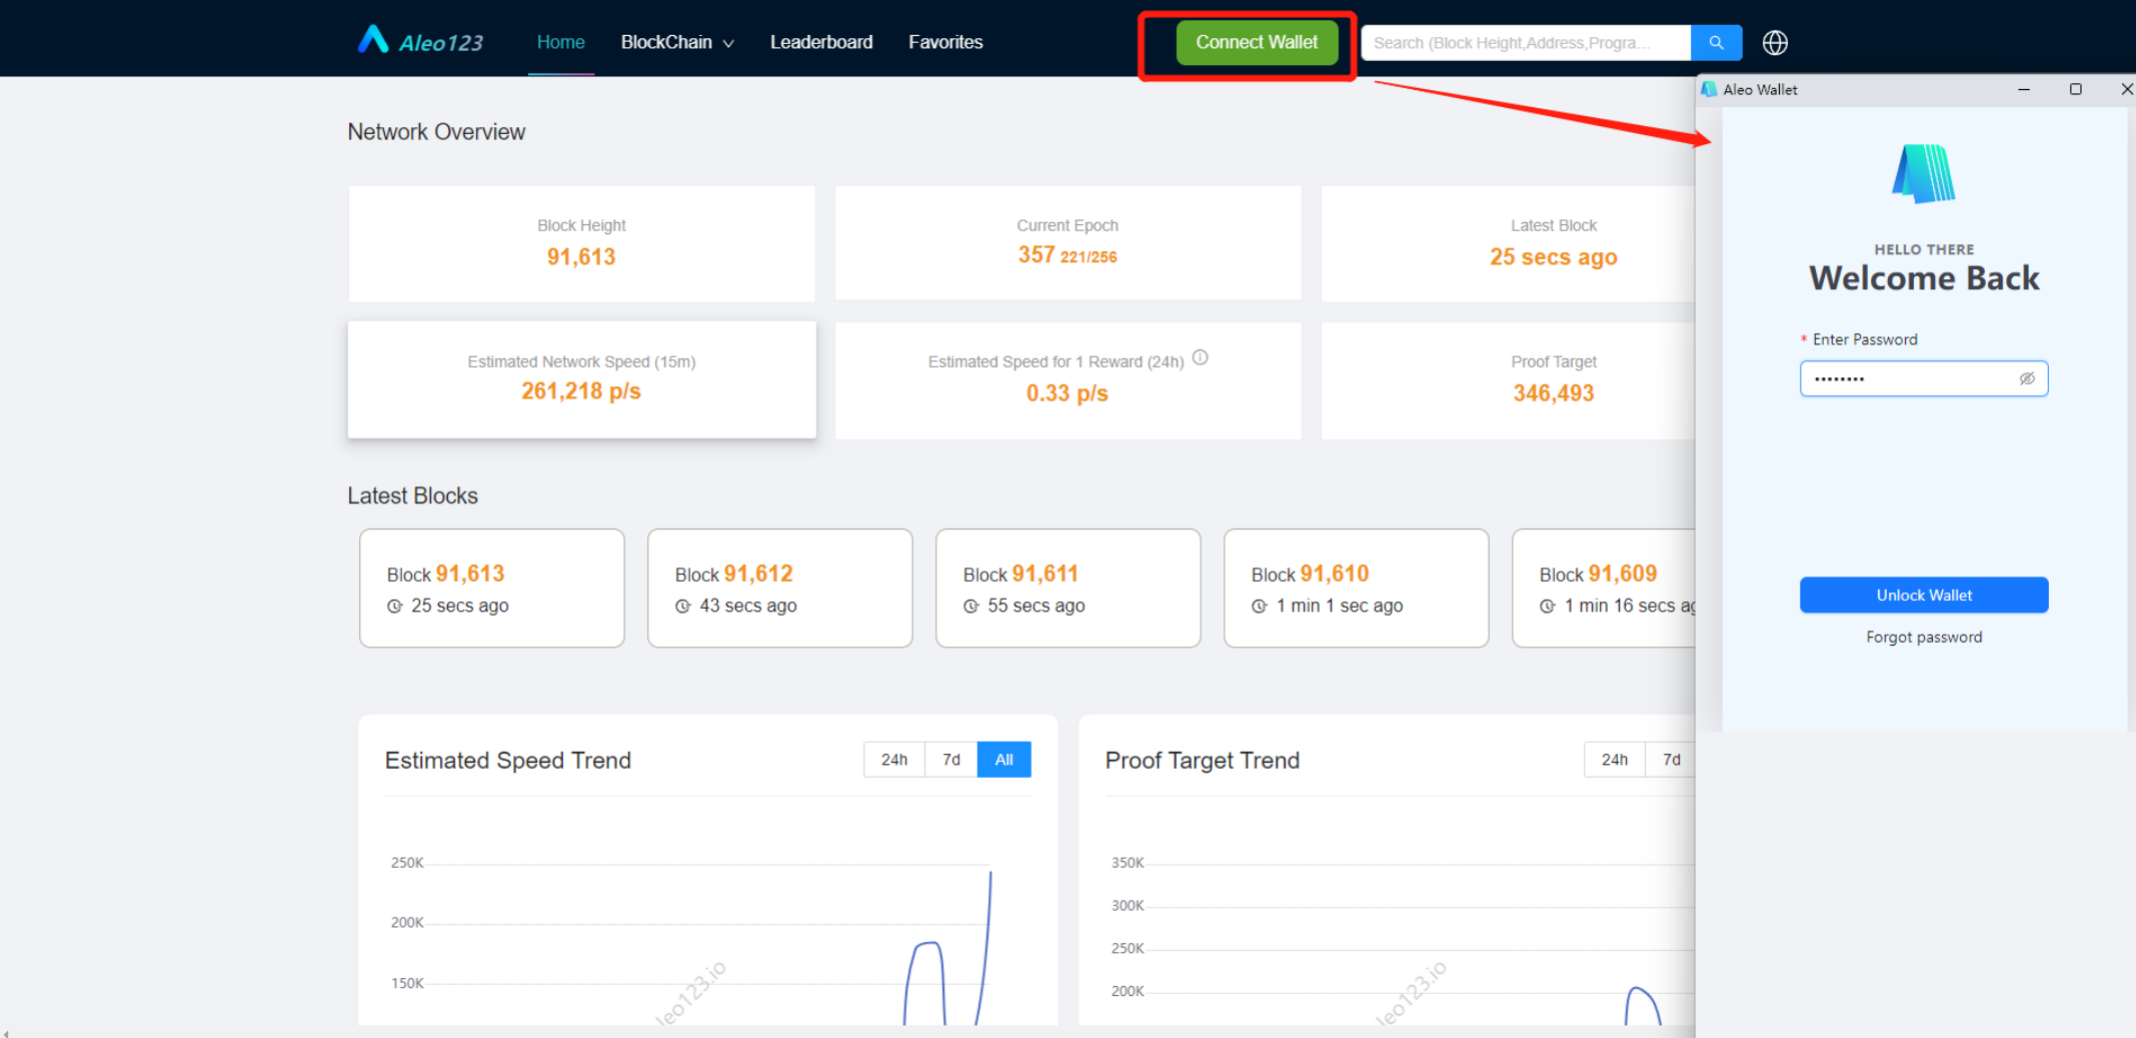 Aleo123
Home
BlockChain
Leaderboard
Favorites
Connect Wallet
Search (Block Height,Address,Progra...
Aleo Wallet
Network Overview
Block Height
91,613
Current Epoch
357 221/256
Latest Block
25 secs ago
Estimated Network Speed (15m)
261,218 p/s
Estimated Speed for 1 Reward (24h)
0.33 p/s
Proof Target
346,493
HELLO THERE
Welcome Back
* Enter Password
Unlock Wallet
Forgot password
Latest Blocks
Block 91,613
25 secs ago
Block 91,612
43 secs ago
Block 91,611
55 secs ago
Block 91,610
1 min 1 sec ago
Block 91,609
1 min 16 secs
Estimated Speed Trend
24h
7d
All
250K
200K
150K
leo123.io
Proof Target Trend
24h
7d
350K
300K
250K
200K
leo123.io